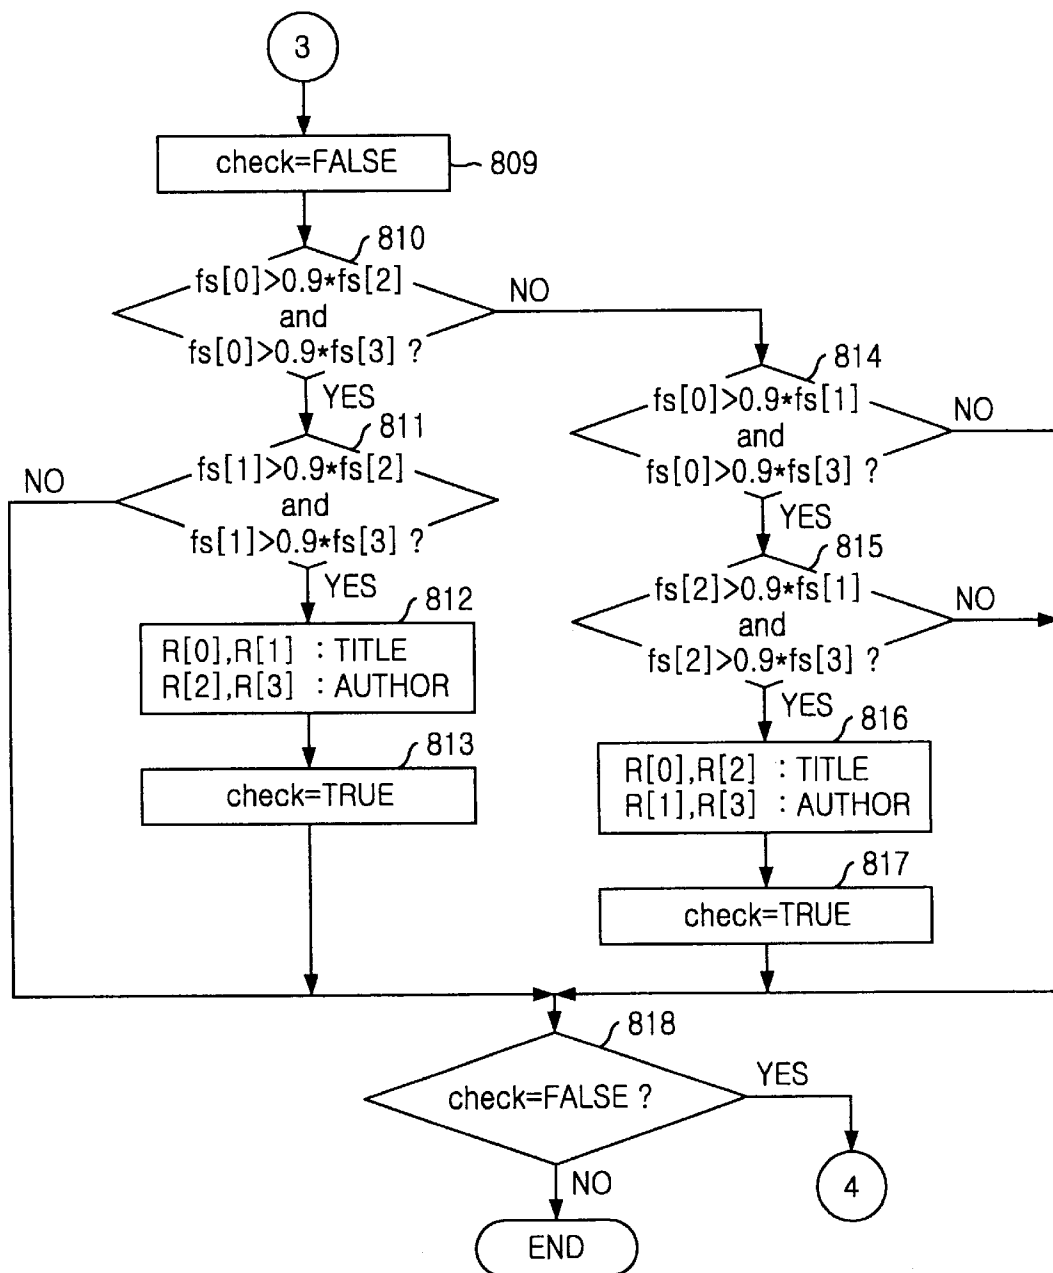 3
check=FALSE
809
810
fs[0]>0.9*fs[2]
and
fs[0]>0.9*fs[3] ?
NO
YES
811
fs[1]>0.9*fs[2]
and
fs[1]>0.9*fs[3] ?
NO
YES
812
R[0],R[1] : TITLE
R[2],R[3] : AUTHOR
813
check=TRUE
814
fs[0]>0.9*fs[1]
and
fs[0]>0.9*fs[3] ?
NO
YES
815
fs[2]>0.9*fs[1]
and
fs[2]>0.9*fs[3] ?
NO
YES
816
R[0],R[2] : TITLE
R[1],R[3] : AUTHOR
817
check=TRUE
818
check=FALSE ?
YES
4
NO
END